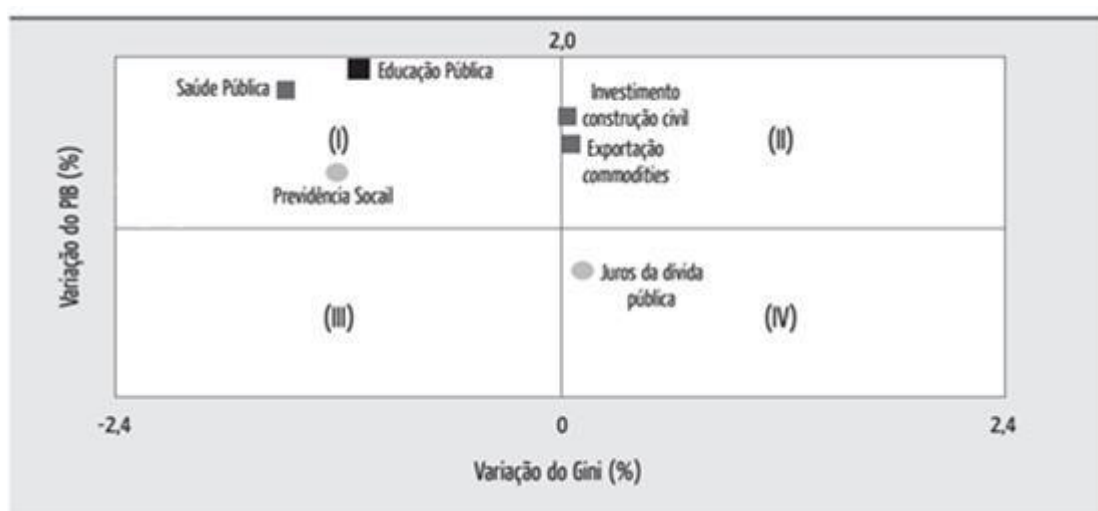 2,0
Educação Pública
Saúde Pública
Investimento
construção civil
(I)
(II)
Exportação
commodities
Previdência Socail
Variação do PIB (%)
Juros da dívida
pública
(III)
(IV)
-2,4
0
2,4
Variação do Gini (%)